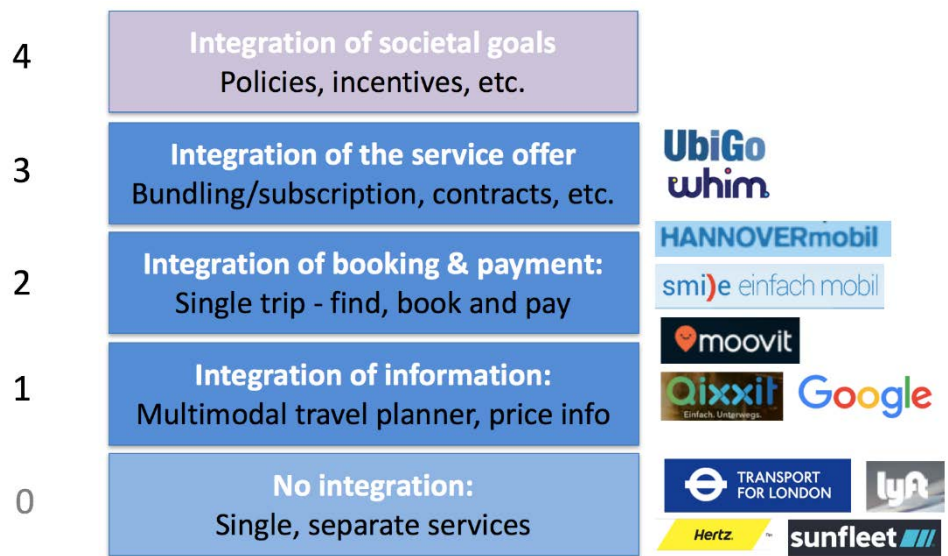 4
Integration of societal goals
Policies, incentives, etc.
3
Integration of the service offer
Bundling/subscription, contracts, etc.
UbiGo
whim
2
Integration of booking & payment:
Single trip - find, book and pay
HANNOVERmobil
smi)e einfach mobil
1
Integration of information:
Multimodal travel planner, price info
moovit
Qixxit
Einfach. Unterwegs.
Google
0
No integration:
Single, separate services
TRANSPORT
FOR LONDON
lyft
Hertz.
sunfleet